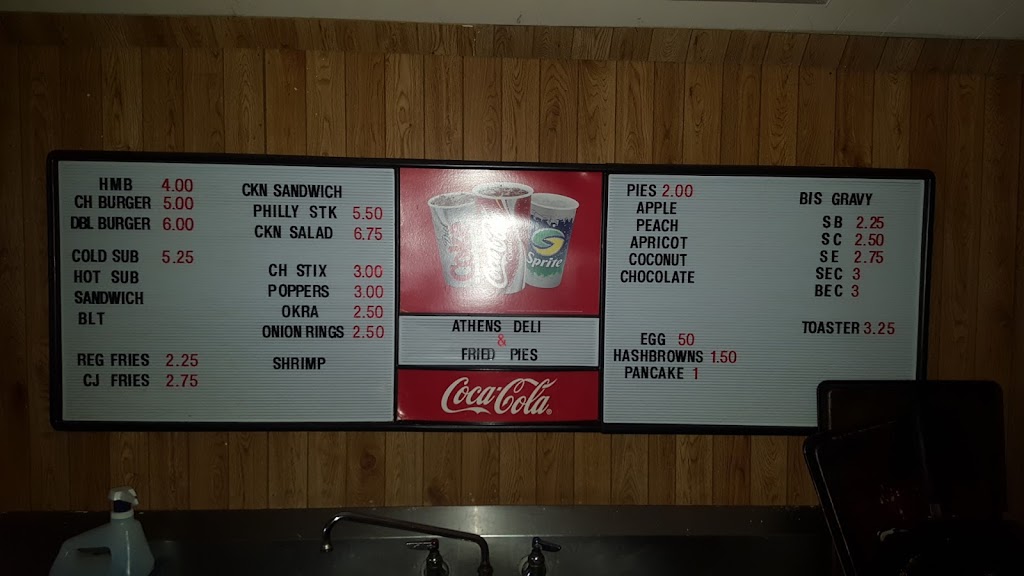 HMB 4.00
CH BURGER 5.00
DBL BURGER 6.00
COLD SUB 5.25
HOT SUB
SANDWICH
BLT
REG FRIES 2.25
CJ FRIES 2.75
CKN SANDWICH
PHILLY STK 5.50
CKN SALAD 6.75
CH STIX 3.00
POPPERS 3.00
OKRA 2.50
ONION RINGS 2.50
SHRIMP
Sprite
ATHENS DELI
&
FRIED PIES
Coca-Cola
PIES 2.00
APPLE
PEACH
APRICOT
COCONUT
CHOCOLATE
EGG 50
HASHBROWNS 1.50
PANCAKE 1
BIS GRAVY
S B 2.25
S C 2.50
S E 2.75
SEC 3
BEC 3
TOASTER 3.25